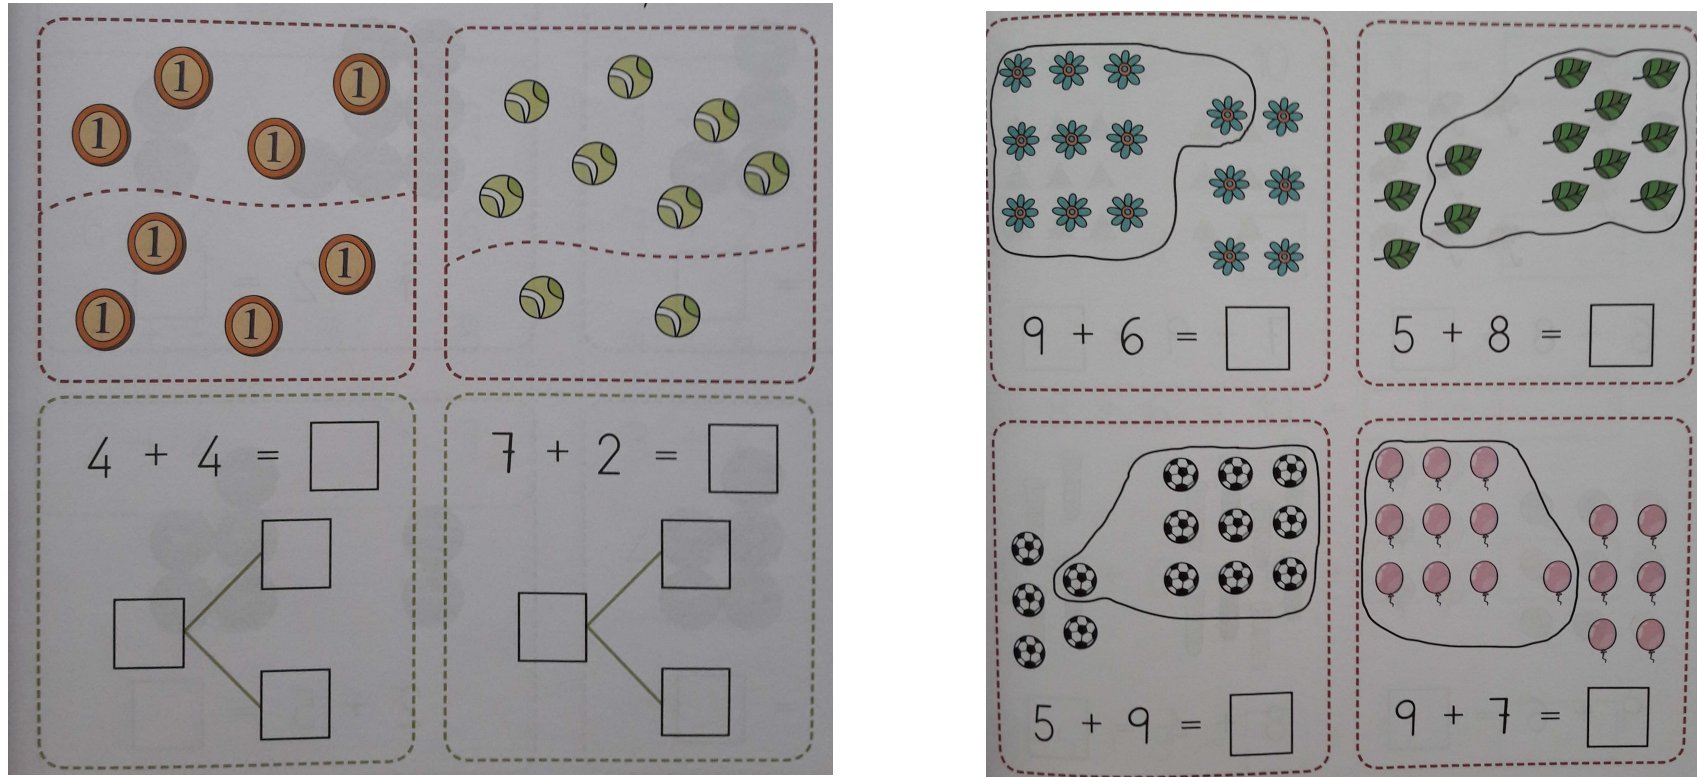 1 1
1 1
1 1
1 1
4 + 4 =
7 + 2 =
9 + 6 =
5 + 8 =
5 + 9 =
9 + 7 =